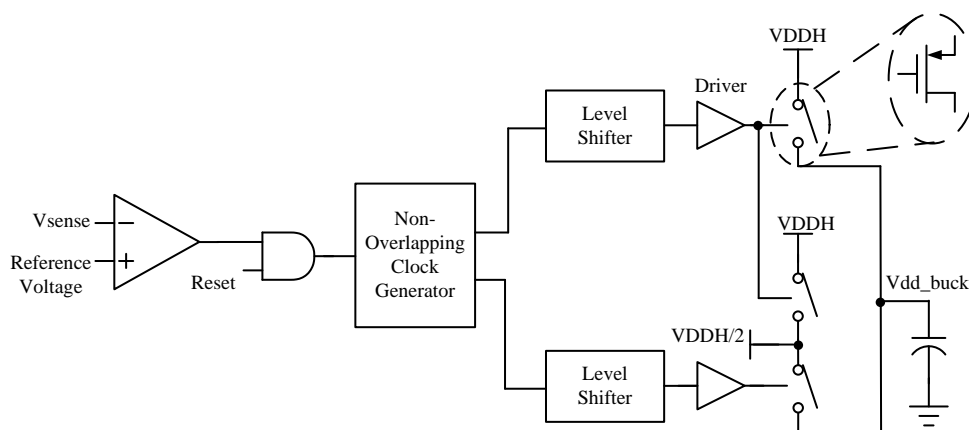 VDDH
Driver
Level
Shifter
Vsense
−
Reference
Voltage
+
Reset
Non-
Overlapping
Clock
Generator
VDDH
Vdd_buck
VDDH/2
Level
Shifter